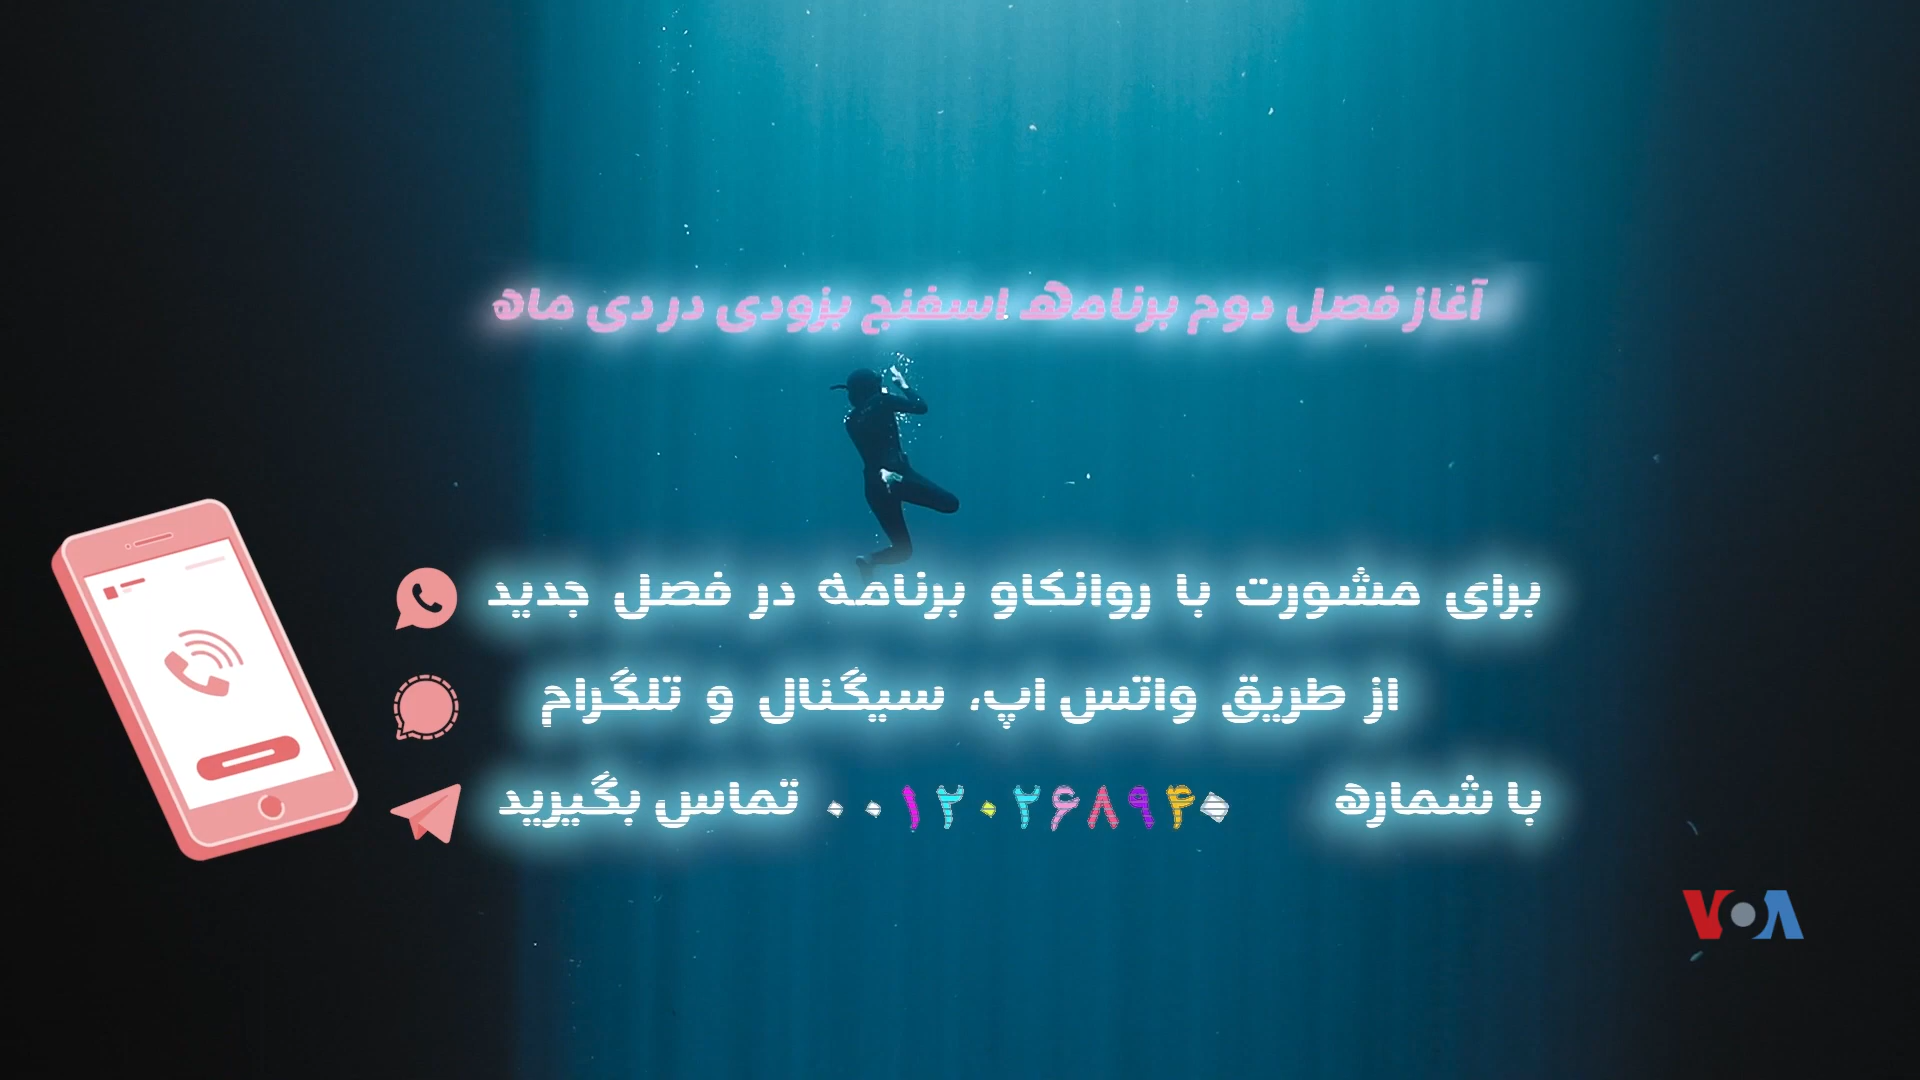 آغاز فصل دوم برنامه اسفنج بزودی در دی ماه
برای مشورت با روانکاو برنامه در فصل جدید
از طریق واتس اپ، سیگنال و تلگرام
با شماره ۰۰۱۲۰۲۶۸۹۴ تماس بگیرید
VOA